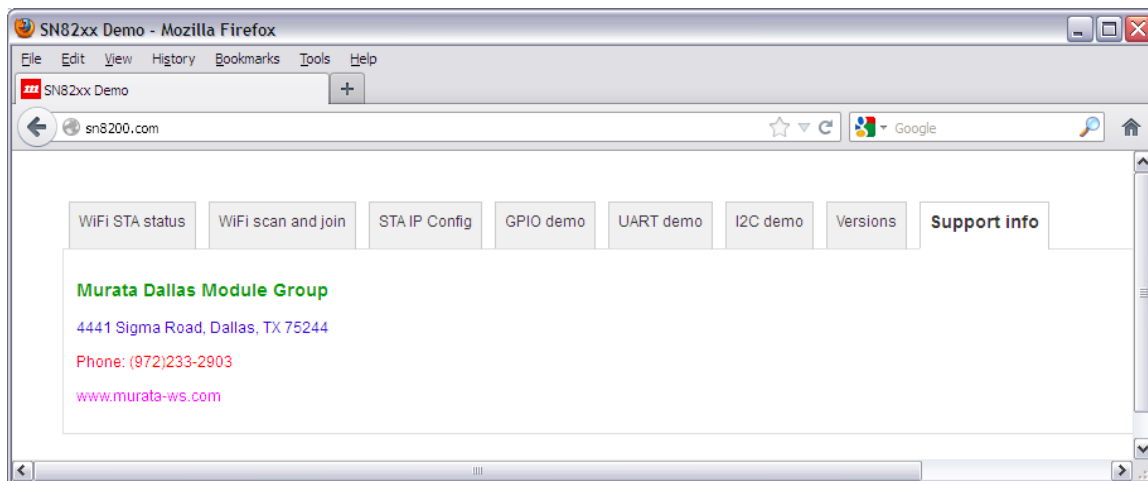 SN82xx Demo - Mozilla Firefox
File Edit View History Bookmarks Tools Help
SN82xx Demo
sn8200.com
Google
WiFi STA status WiFi scan and join STA IP Config GPIO demo UART demo I2C demo Versions Support info
Murata Dallas Module Group
4441 Sigma Road, Dallas, TX 75244
Phone: (972)233-2903
www.murata-ws.com